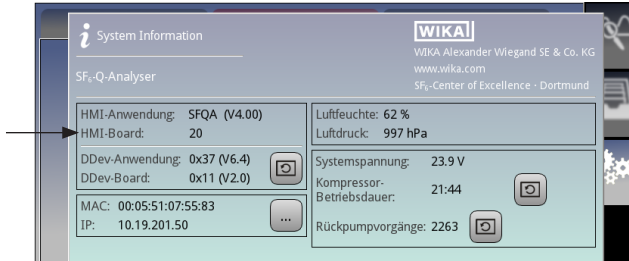 i System Information
WIKA
WIKA Alexander Wiegand SE & Co. KG
www.wika.com
SF₆-Center of Excellence · Dortmund
SF₆-Q-Analyser
HMI-Anwendung: SFQA (V4.00)
HMI-Board: 20
DDev-Anwendung: 0x37 (V6.4)
DDev-Board: 0x11 (V2.0)
MAC: 00:05:51:07:55:83
IP: 10.19.201.50
...
Luftfeuchte: 62 %
Luftdruck: 997 hPa
Systemspannung: 23.9 V
Kompressor-
Betriebsdauer: 21:44
Rückpumpvorgänge: 2263